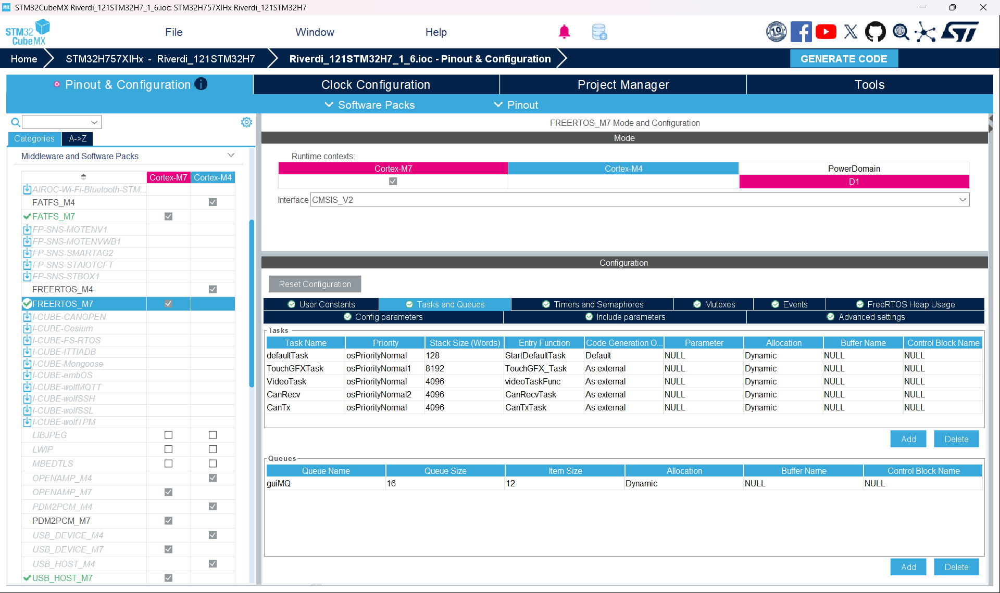 STM32CubeMX Riverdi_121STM32H7_1_6.ioc: STM32H757XIHx Riverdi_121STM32H7
STM32 CubeMX
File Window Help
Home STM32H757XIHx - Riverdi_121STM32H7 Riverdi_121STM32H7_1_6.ioc - Pinout & Configuration GENERATE CODE
Pinout & Configuration Clock Configuration Project Manager Tools
Software Packs Pinout
Categories A->Z
Middleware and Software Packs
Cortex-M7 Cortex-M4
AIROC-Wi-Fi-Bluetooth-STM...
FATFS_M4
FATFS_M7
FP-SNS-MOTENV1
FP-SNS-MOTENVWB1
FP-SNS-SMARTAG2
FP-SNS-STAIOTCFT
FP-SNS-STBOX1
FREERTOS_M4
FREERTOS_M7
I-CUBE-CANOPEN
I-CUBE-Cesium
I-CUBE-FS-RTOS
I-CUBE-ITTIADB
I-CUBE-Mongoose
I-CUBE-embOS
I-CUBE-wolfMQTT
I-CUBE-wolfSSH
I-CUBE-wolfSSL
I-CUBE-wolfTPM
LIBJPEG
LWIP
MBEDTLS
OPENAMP_M4
OPENAMP_M7
PDM2PCM_M4
PDM2PCM_M7
USB_DEVICE_M4
USB_DEVICE_M7
USB_HOST_M4
USB_HOST_M7
FREERTOS_M7 Mode and Configuration
Mode
Runtime contexts:
Cortex-M7 Cortex-M4 PowerDomain
D1
Interface CMSIS_V2
Configuration
Reset Configuration
User Constants Tasks and Queues Timers and Semaphores Mutexes Events FreeRTOS Heap Usage
Config parameters Include parameters Advanced settings
Tasks
Task Name Priority Stack Size (Words) Entry Function Code Generation O... Parameter Allocation Buffer Name Control Block Name
defaultTask osPriorityNormal 128 StartDefaultTask Default NULL Dynamic NULL NULL
TouchGFXTask osPriorityNormal1 8192 TouchGFX_Task As external NULL Dynamic NULL NULL
VideoTask osPriorityNormal 4096 videoTaskFunc As external NULL Dynamic NULL NULL
CanRecv osPriorityNormal2 4096 CanRecvTask As external NULL Dynamic NULL NULL
CanTx osPriorityNormal 4096 CanTxTask As external NULL Dynamic NULL NULL
Add Delete
Queues
Queue Name Queue Size Item Size Allocation Buffer Name Control Block Name
guiMQ 16 12 Dynamic NULL NULL
Add Delete